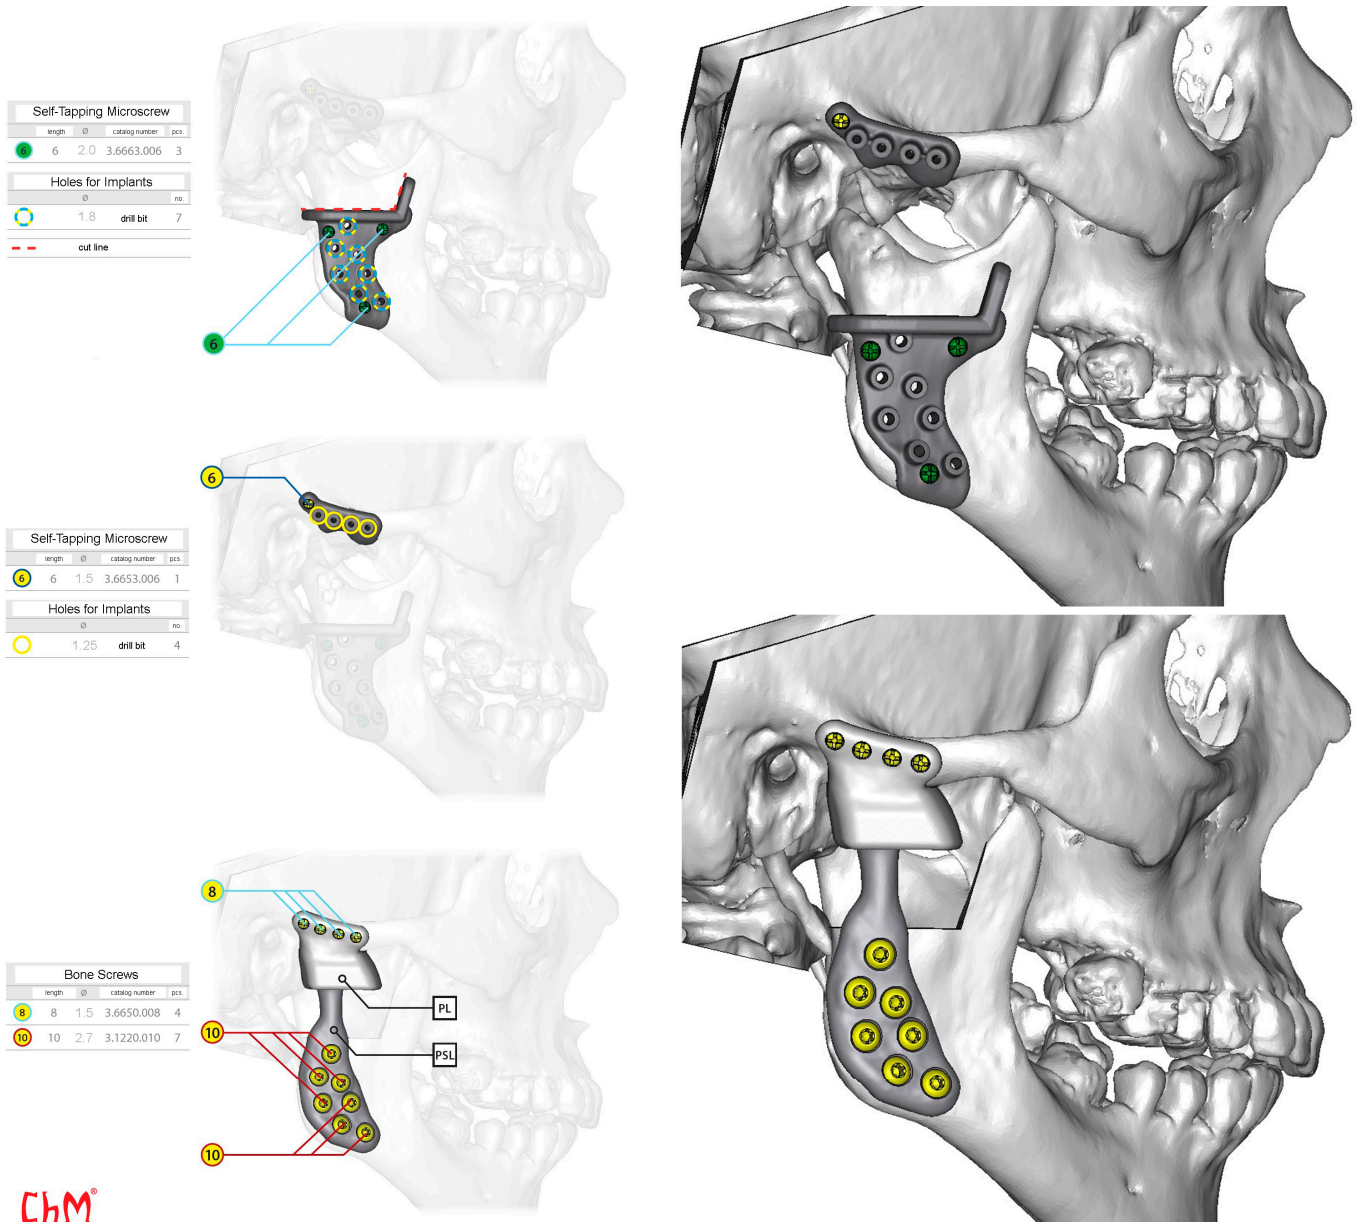 Self-Tapping Microscrew
length Ø catalog number pcs.
6 6 2.0 3.6663.006 3
Holes for Implants
Ø no.
1.8 drill bit 7
cut line
6
6
Self-Tapping Microscrew
length Ø catalog number pcs.
6 6 1.5 3.6653.006 1
Holes for Implants
Ø no.
1.25 drill bit 4
8
PL
10
PSL
10
Bone Screws
length Ø catalog number pcs.
8 8 1.5 3.6650.008 4
10 10 2.7 3.1220.010 7
ChM®